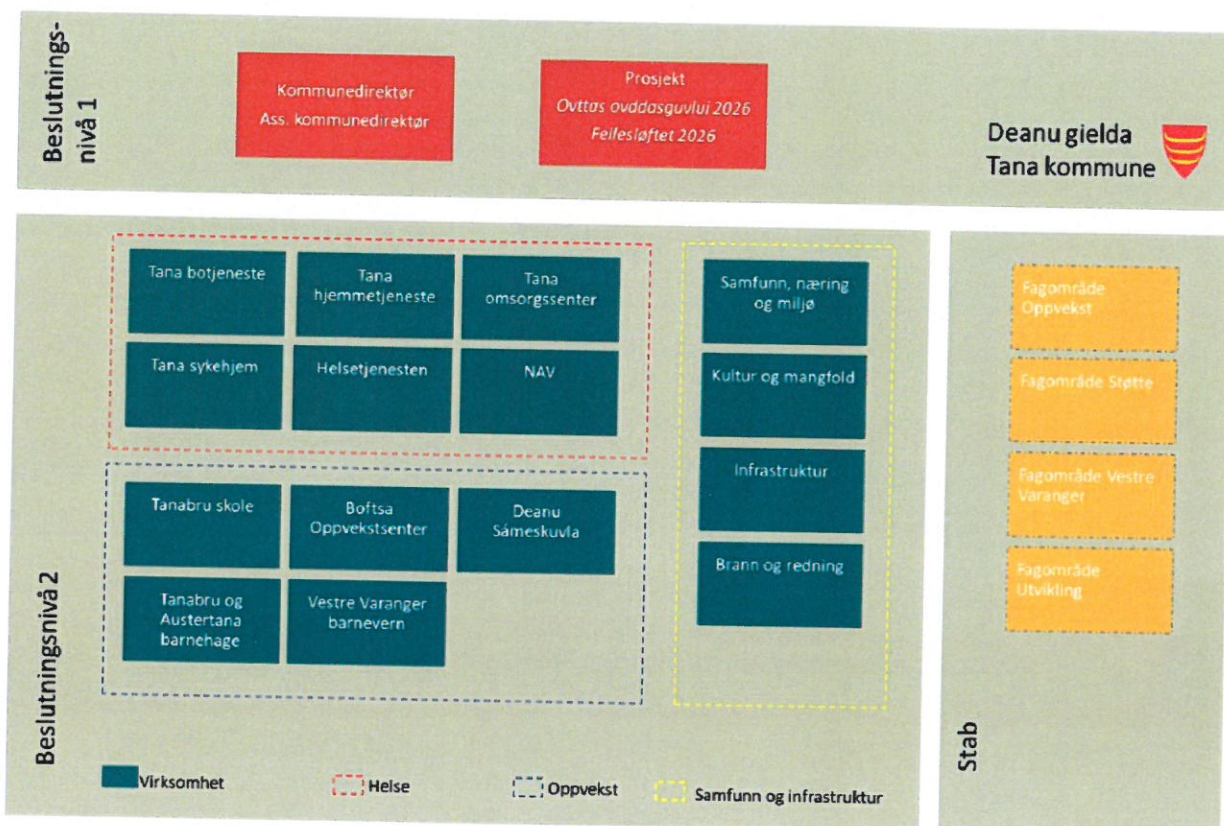 Beslutnings-
nivå 1
Kommunedirektør
Ass. kommunedirektør
Prosjekt
Ovttas ovddasguvlui 2026
Fellesløftet 2026
Deanu gielda
Tana kommune
Beslutningsnivå 2
Tana botjeneste
Tana
hjemmetjeneste
Tana
omsorgssenter
Tana sykehjem
Helsetjenesten
NAV
Tanabru skole
Boftsa
Oppvekstsenter
Deanu
Sámeskuvla
Tanabru og
Austertana
barnehage
Vestre Varanger
barnevern
Samfunn, næring
og miljø
Kultur og mangfold
Infrastruktur
Brann og redning
Virksomhet
Helse
Oppvekst
Samfunn og infrastruktur
Stab
Fagområde
Oppvekst
Fagområde Støtte
Fagområde Vestre
Varanger
Fagområde
Utvikling